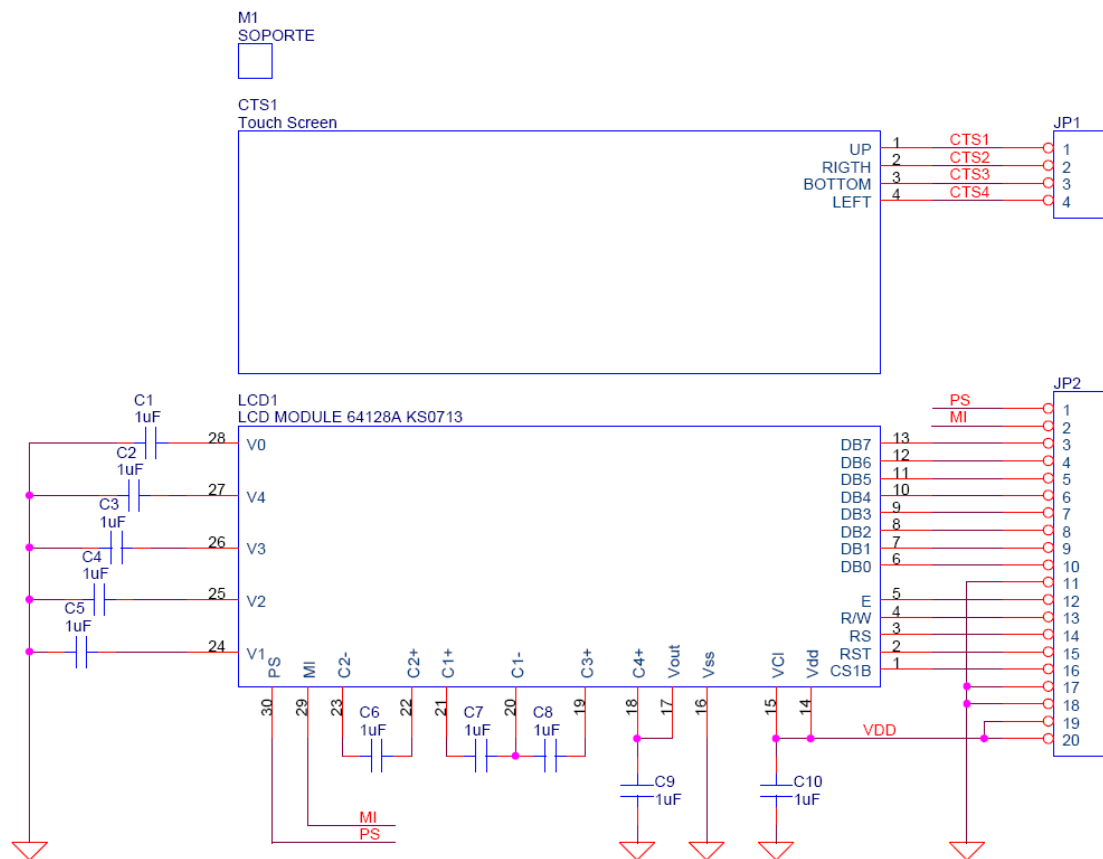 M1
SOPORTE
CTS1
Touch Screen
UP 1 CTS1
RIGTH 2 CTS2
BOTTOM 3 CTS3
LEFT 4 CTS4
JP1
1
2
3
4
LCD1
LCD MODULE 64128A KS0713
C1
1uF
28 V0
C2
1uF
27 V4
C3
1uF
26 V3
C4
1uF
25 V2
C5
1uF
24 V1
DB7 13
DB6 12
DB5 11
DB4 10
DB3 9
DB2 8
DB1 7
DB0 6
E 5
R/W 4
RS 3
RST 2
CS1B 1
JP2
PS 1
MI 2
3
4
5
6
7
8
9
10
11
12
13
14
15
16
17
18
19
20
PS MI C2- C2+ C1+ C1- C3+ C4+ Vout Vss VCI Vdd
30 29 23 22 21 20 19 18 17 16 15 14
C6
1uF
C7
1uF
C8
1uF
VDD
C9
1uF
C10
1uF
MI
PS